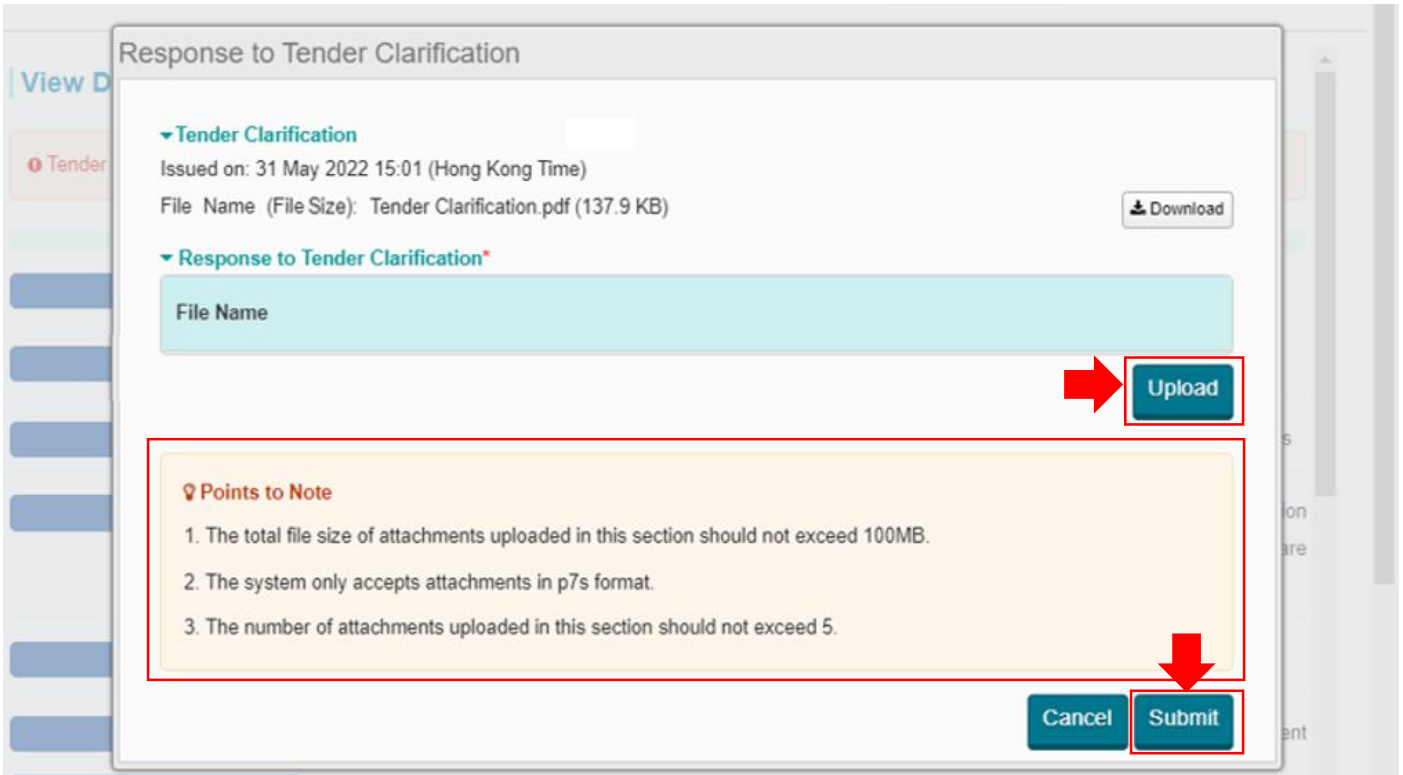 Response to Tender Clarification
View D
Tender Clarification
Tender
Issued on: 31 May 2022 15:01 (Hong Kong Time)
File Name (File Size): Tender Clarification.pdf (137.9 KB)
Download
Response to Tender Clarification*
File Name
Upload
s
Points to Note
ion
1. The total file size of attachments uploaded in this section should not exceed 100MB.
are
2. The system only accepts attachments in p7s format.
3. The number of attachments uploaded in this section should not exceed 5.
Cancel Submit
ent